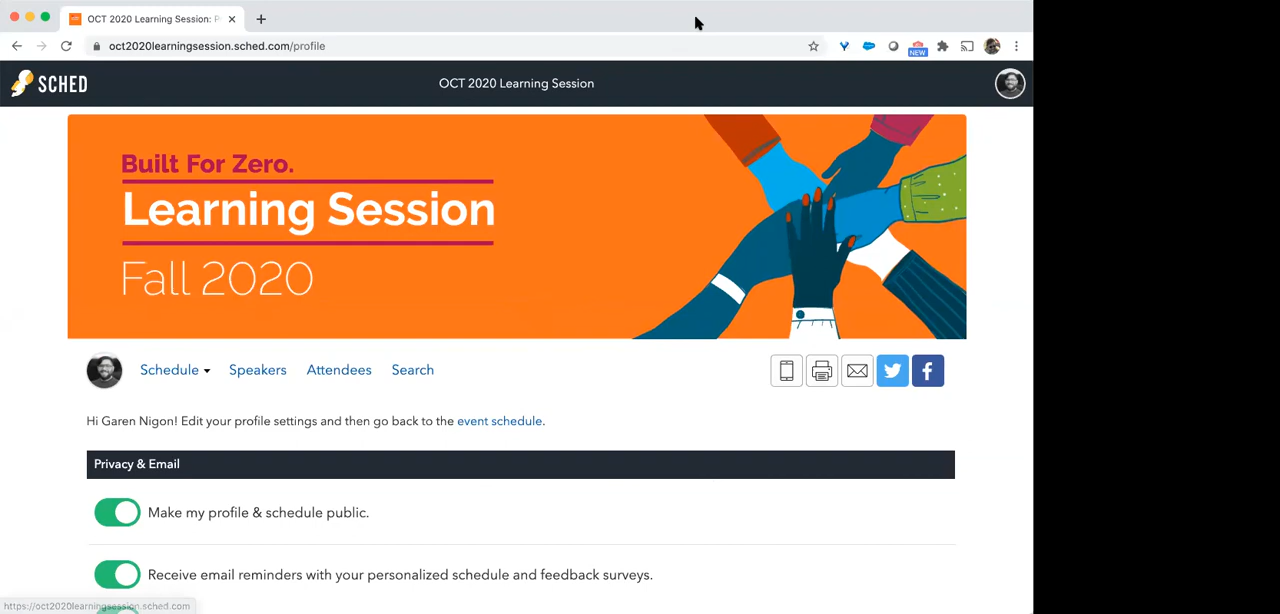 OCT 2020 Learning Session: P
oct2020learningsession.sched.com/profile
NEW
SCHED
OCT 2020 Learning Session
Built For Zero.
Learning Session
Fall 2020
Schedule
Speakers
Attendees
Search
Hi Garen Nigon! Edit your profile settings and then go back to the event schedule.
Privacy & Email
Make my profile & schedule public.
Receive email reminders with your personalized schedule and feedback surveys.
https://oct2020learningsession.sched.com